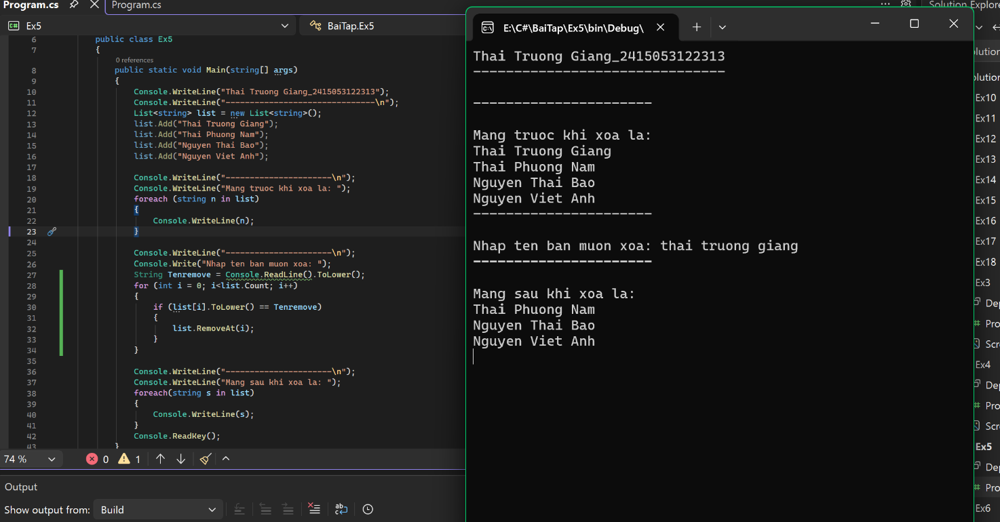 Program.cs
Program.cs
Solution Explore
Ex5
BaiTap.Ex5
6 public class Ex5
7 {
0 references
8 public static void Main(string[] args)
9 {
10 Console.WriteLine("Thai Truong Giang_2415053122313");
11 Console.WriteLine("-------------------------------\n");
12 List<string> list = new List<string>();
13 list.Add("Thai Truong Giang");
14 list.Add("Thai Phuong Nam");
15 list.Add("Nguyen Thai Bao");
16 list.Add("Nguyen Viet Anh");
17
18 Console.WriteLine("----------------------\n");
19 Console.WriteLine("Mang truoc khi xoa la: ");
20 foreach (string n in list)
21 {
22 Console.WriteLine(n);
23 }
24
25 Console.WriteLine("----------------------\n");
26 Console.Write("Nhap ten ban muon xoa: ");
27 String Tenremove = Console.ReadLine().ToLower();
28 for (int i = 0; i<list.Count; i++)
29 {
30 if (list[i].ToLower() == Tenremove)
31 {
32 list.RemoveAt(i);
33 }
34 }
35
36 Console.WriteLine("----------------------\n");
37 Console.WriteLine("Mang sau khi xoa la: ");
38 foreach(string s in list)
39 {
40 Console.WriteLine(s);
41 }
42 Console.ReadKey();
43 }
74 %
0
1
Output
Show output from: Build
E:\C#\BaiTap\Ex5\bin\Debug\
Thai Truong Giang_2415053122313
-------------------------------
----------------------
Mang truoc khi xoa la:
Thai Truong Giang
Thai Phuong Nam
Nguyen Thai Bao
Nguyen Viet Anh
----------------------
Nhap ten ban muon xoa: thai truong giang
----------------------
Mang sau khi xoa la:
Thai Phuong Nam
Nguyen Thai Bao
Nguyen Viet Anh
olution
Ex10
Ex11
Ex12
Ex13
Ex14
Ex15
Ex16
Ex17
Ex18
Ex3
Dep
Pro
Scr
Ex4
Dep
Pro
Scr
Ex5
Dep
Pro
Ex6